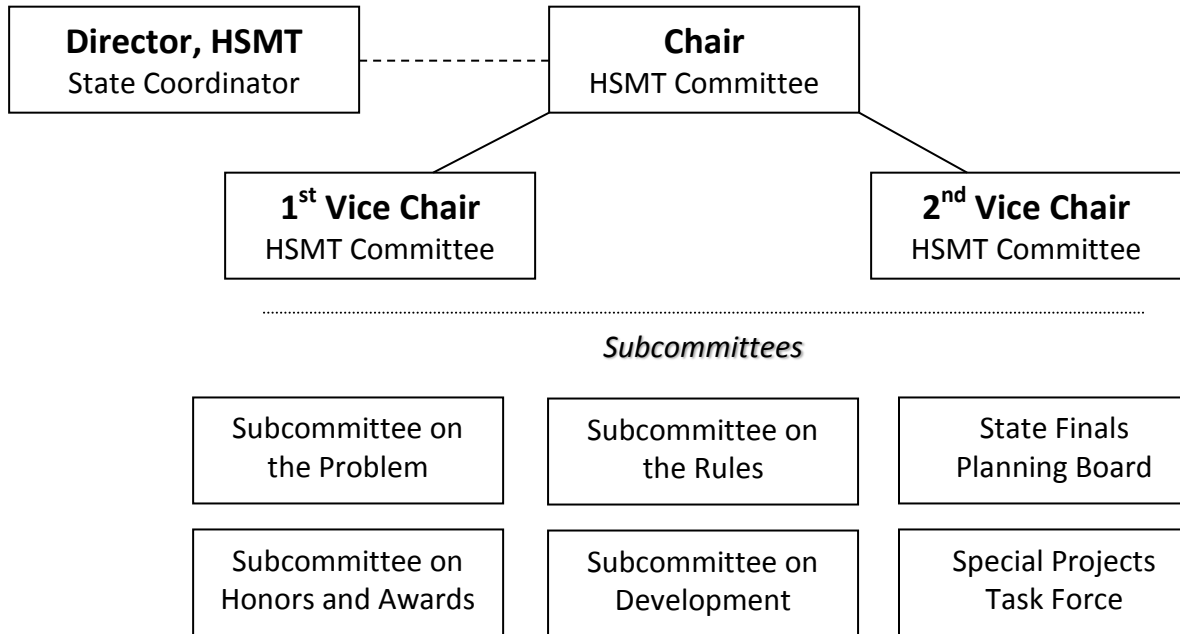 Director, HSMT
State Coordinator
Chair
HSMT Committee
1st Vice Chair
HSMT Committee
2nd Vice Chair
HSMT Committee
Subcommittees
Subcommittee on
the Problem
Subcommittee on
the Rules
State Finals
Planning Board
Subcommittee on
Honors and Awards
Subcommittee on
Development
Special Projects
Task Force